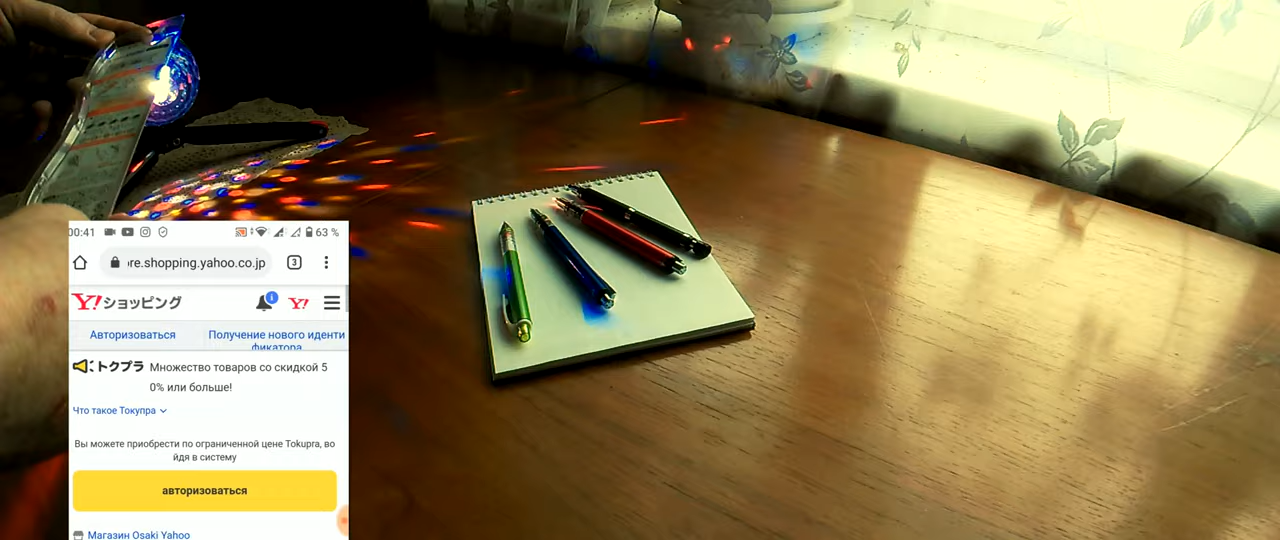 00:41
63 %
re.shopping.yahoo.co.jp
3
Y!ショッピング
i
Y!
Авторизоваться
Получение нового иденти
фикатора
トクプラ Множество товаров со скидкой 5
0% или больше!
Что такое Токупра
Вы можете приобрести по ограниченной цене Tokupra, во
йдя в систему
авторизоваться
Магазин Osaki Yahoo